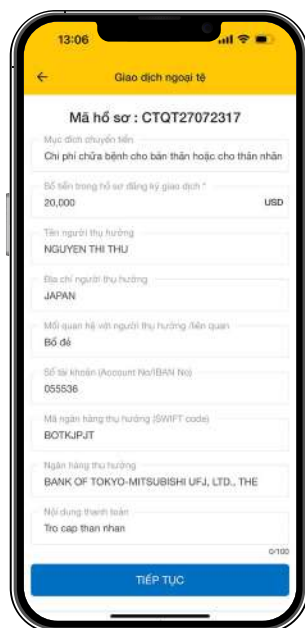 13:06
Giao dịch ngoại tệ
Mã hồ sơ : CTQT27072317
Mục đích chuyển tiền
Chi phí chữa bệnh cho bản thân hoặc cho thân nhân
Số tiền trong hồ sơ đăng ký giao dịch *
20,000 USD
Tên người thụ hưởng
NGUYEN THI THU
Địa chỉ người thụ hưởng
JAPAN
Mối quan hệ với người thụ hưởng /liên quan
Bố đẻ
Số tài khoản (Account No/IBAN No)
055536
Mã ngân hàng thụ hưởng (SWIFT code)
BOTKJPJT
Ngân hàng thụ hưởng
BANK OF TOKYO-MITSUBISHI UFJ, LTD., THE
Nội dung thanh toán
Tro cap than nhan
0/100
TIẾP TỤC